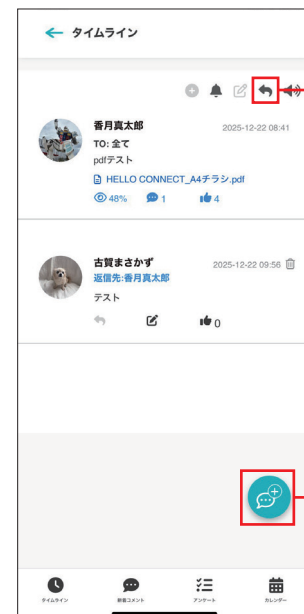 タイムライン
香月真太郎
2025-12-22 08:41
TO: 全て
pdfテスト
HELLO CONNECT_A4チラシ.pdf
48% 1 4
古賀まさかず
2025-12-22 09:56
返信先:香月真太郎
テスト
0
タイムライン 新着コメント アンケート カレンダー